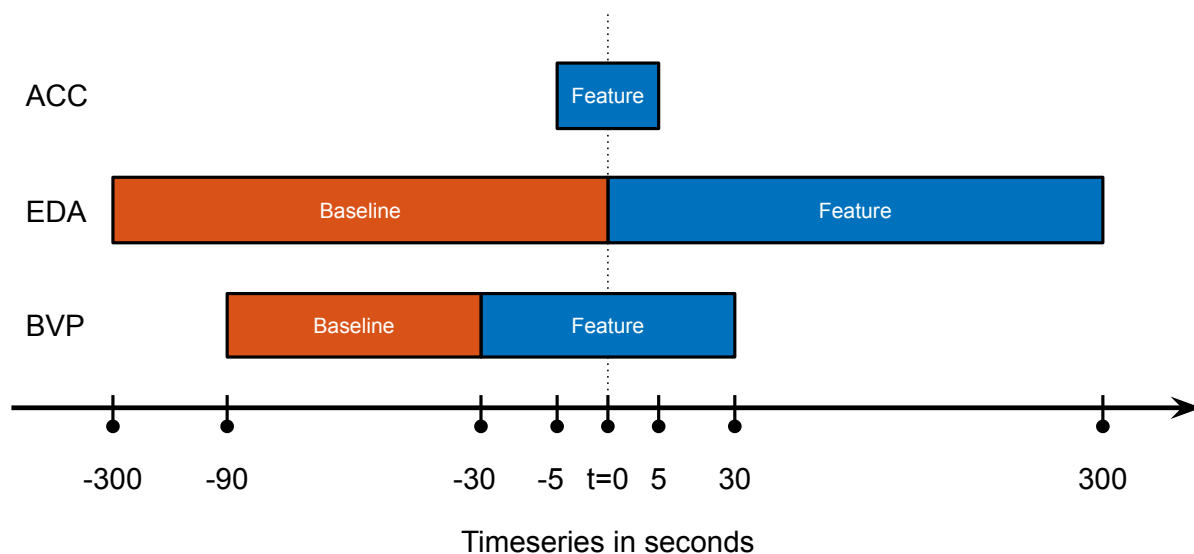 ACC Feature
EDA Baseline Feature
BVP Baseline Feature
-300 -90 -30 -5 t=0 5 30 300
Timeseries in seconds